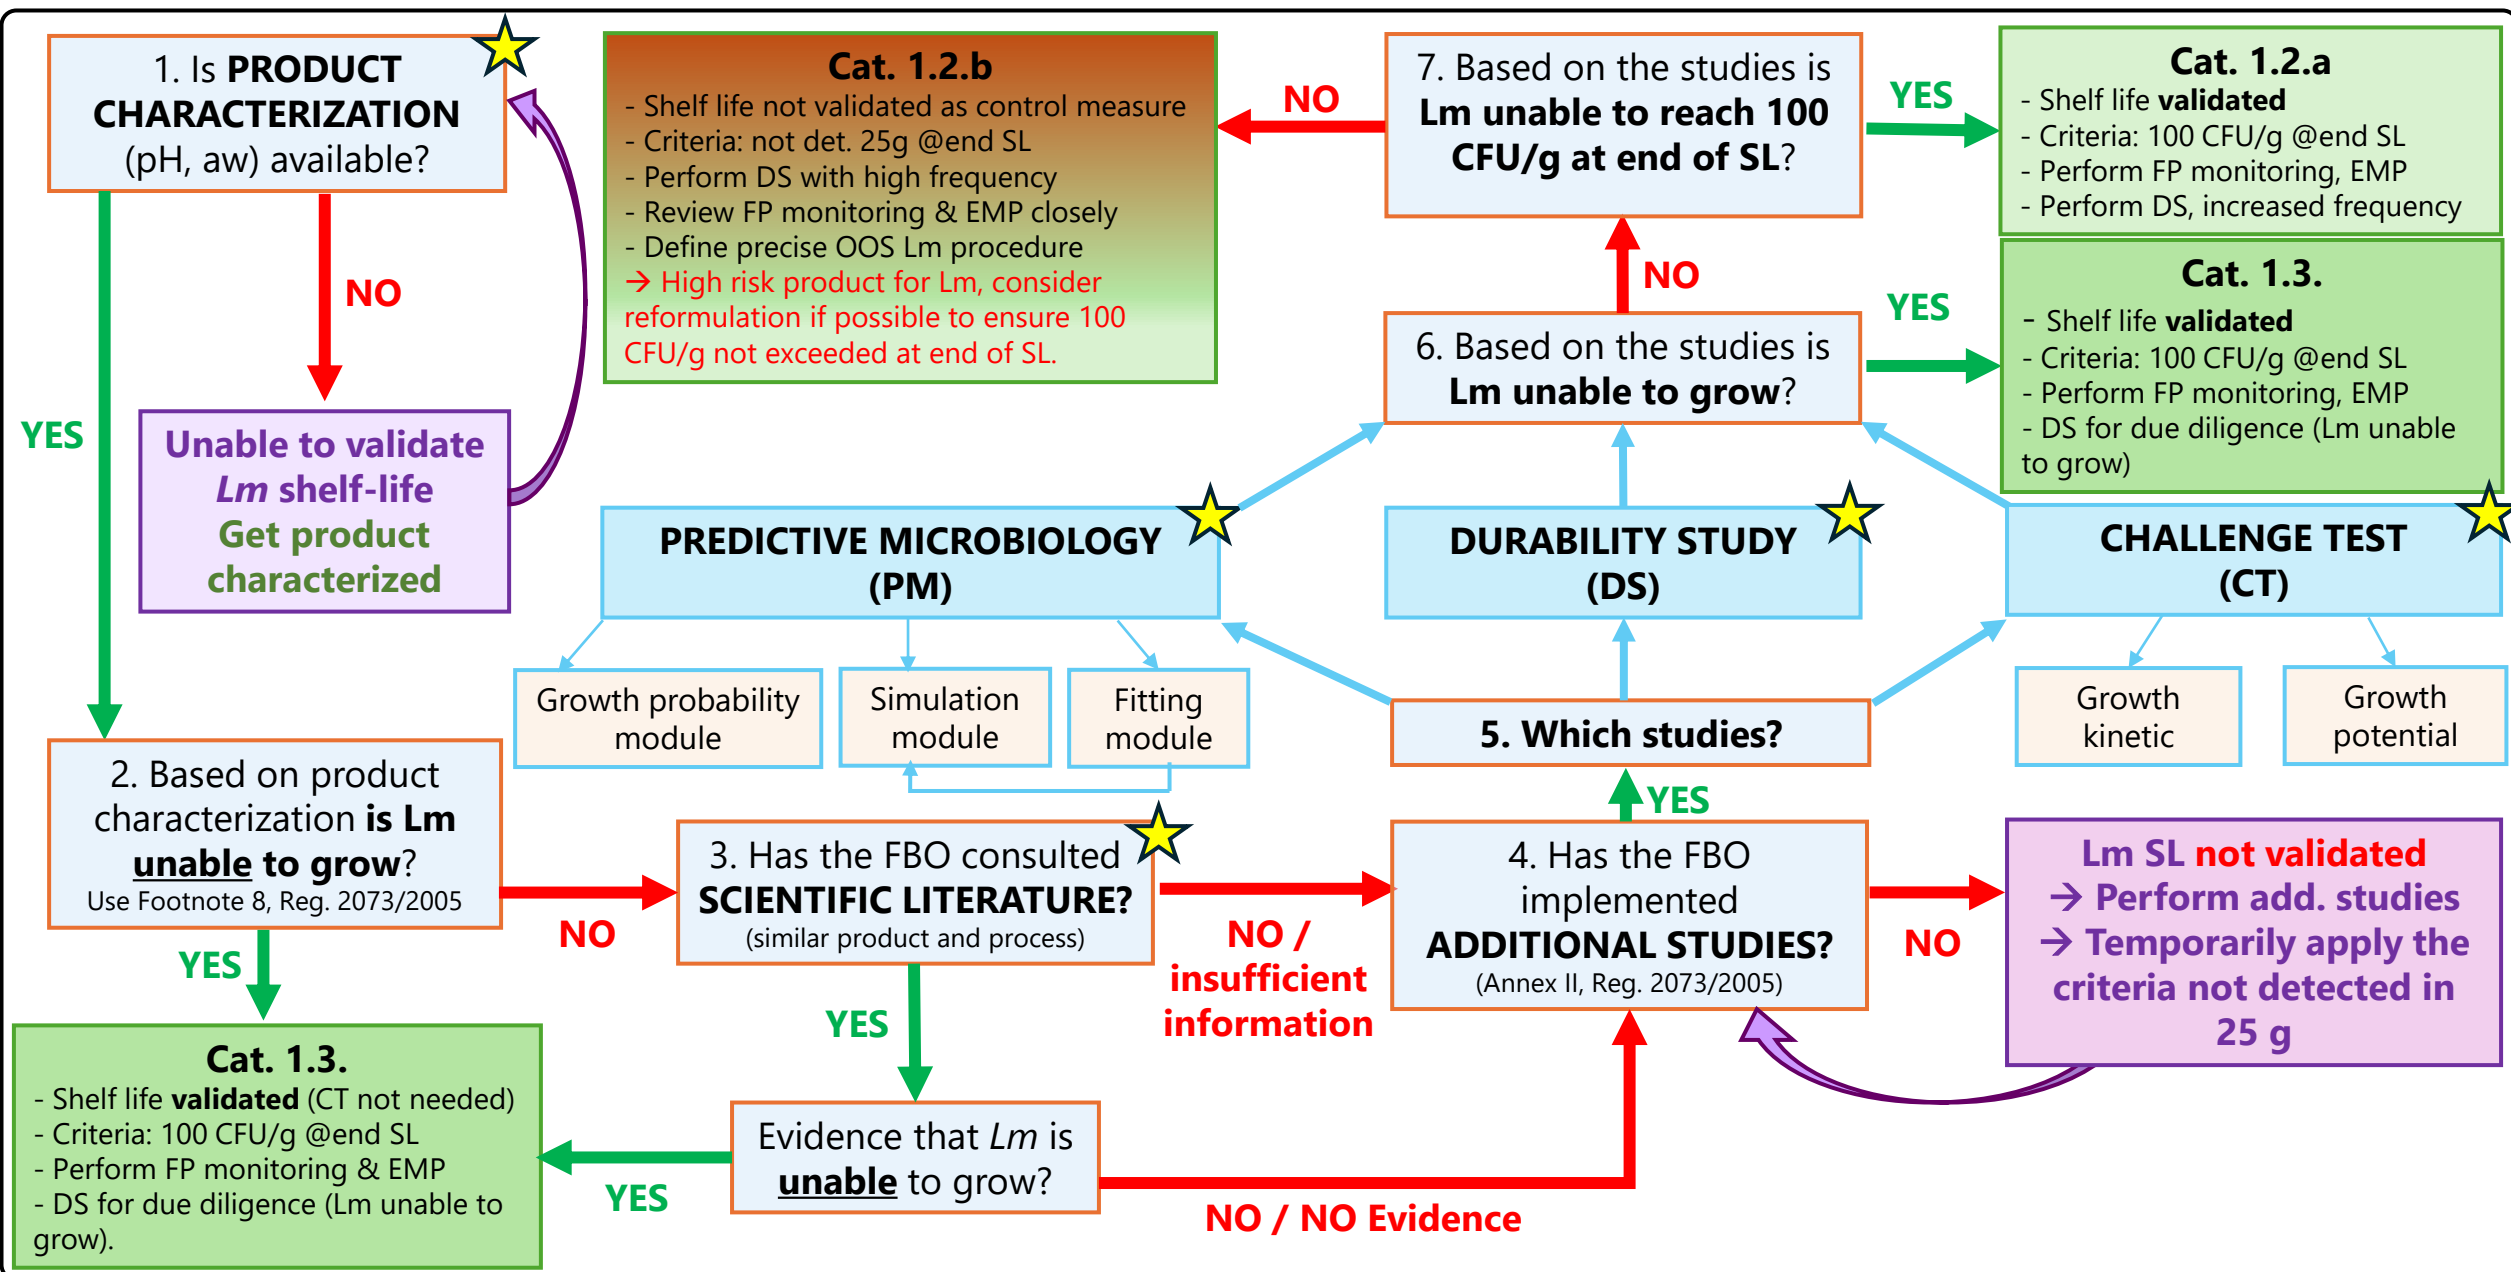 1. Is PRODUCT
CHARACTERIZATION
(pH, aw) available?
NO
YES
Unable to validate
Lm shelf-life
Get product
characterized
2. Based on product
characterization is Lm
unable to grow?
Use Footnote 8, Reg. 2073/2005
YES
NO
Cat. 1.3.
- Shelf life validated (CT not needed)
- Criteria: 100 CFU/g @end SL
- Perform FP monitoring & EMP
- DS for due diligence (Lm unable to
grow).
3. Has the FBO consulted
SCIENTIFIC LITERATURE?
(similar product and process)
YES
NO /
insufficient
information
Evidence that Lm is
unable to grow?
YES
NO / NO Evidence
4. Has the FBO
implemented
ADDITIONAL STUDIES?
(Annex II, Reg. 2073/2005)
YES
NO
Lm SL not validated
→ Perform add. studies
→ Temporarily apply the
criteria not detected in
25 g
5. Which studies?
PREDICTIVE MICROBIOLOGY
(PM)
Growth probability
module
Simulation
module
Fitting
module
DURABILITY STUDY
(DS)
CHALLENGE TEST
(CT)
Growth
kinetic
Growth
potential
6. Based on the studies is
Lm unable to grow?
YES
NO
Cat. 1.3.
- Shelf life validated
- Criteria: 100 CFU/g @end SL
- Perform FP monitoring, EMP
- DS for due diligence (Lm unable
to grow)
7. Based on the studies is
Lm unable to reach 100
CFU/g at end of SL?
YES
NO
Cat. 1.2.a
- Shelf life validated
- Criteria: 100 CFU/g @end SL
- Perform FP monitoring, EMP
- Perform DS, increased frequency
Cat. 1.2.b
- Shelf life not validated as control measure
- Criteria: not det. 25g @end SL
- Perform DS with high frequency
- Review FP monitoring & EMP closely
- Define precise OOS Lm procedure
→ High risk product for Lm, consider
reformulation if possible to ensure 100
CFU/g not exceeded at end of SL.